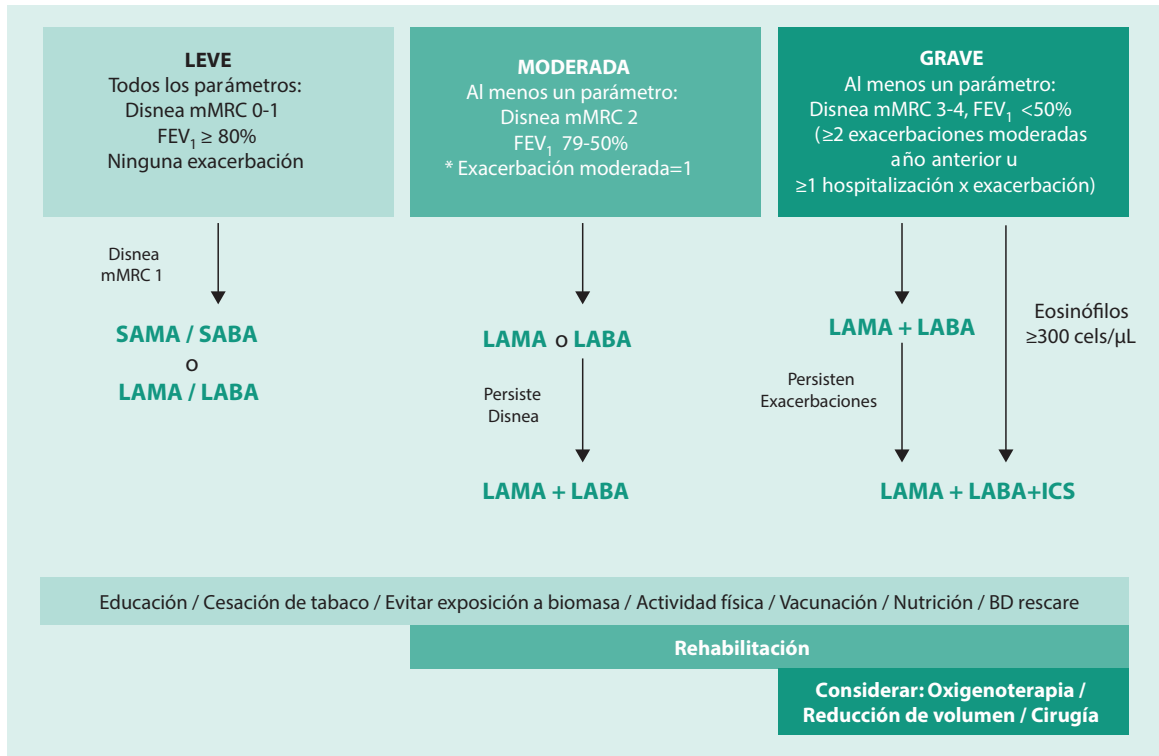 LEVE
Todos los parámetros:
Disnea mMRC 0-1
FEV₁ ≥ 80%
Ninguna exacerbación
MODERADA
Al menos un parámetro:
Disnea mMRC 2
FEV₁ 79-50%
* Exacerbación moderada=1
GRAVE
Al menos un parámetro:
Disnea mMRC 3-4, FEV₁ <50%
(≥2 exacerbaciones moderadas
año anterior u
≥1 hospitalización x exacerbación)
Disnea
mMRC 1
SAMA / SABA
o
LAMA / LABA
LAMA o LABA
Persiste
Disnea
LAMA + LABA
LAMA + LABA
Eosinófilos
≥300 cels/µL
Persisten
Exacerbaciones
LAMA + LABA+ICS
Educación / Cesación de tabaco / Evitar exposición a biomasa / Actividad física / Vacunación / Nutrición / BD rescare
Rehabilitación
Considerar: Oxigenoterapia /
Reducción de volumen / Cirugía